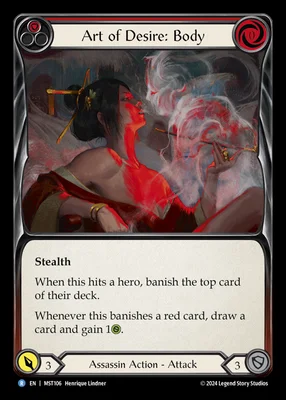 Art of Desire: Body
Stealth
When this hits a hero, banish the top card
of their deck.
Whenever this banishes a red card, draw a
card and gain 1
3
Assassin Action - Attack
3
R EN | MST106 Henrique Lindner
©2024 Legend Story Studios